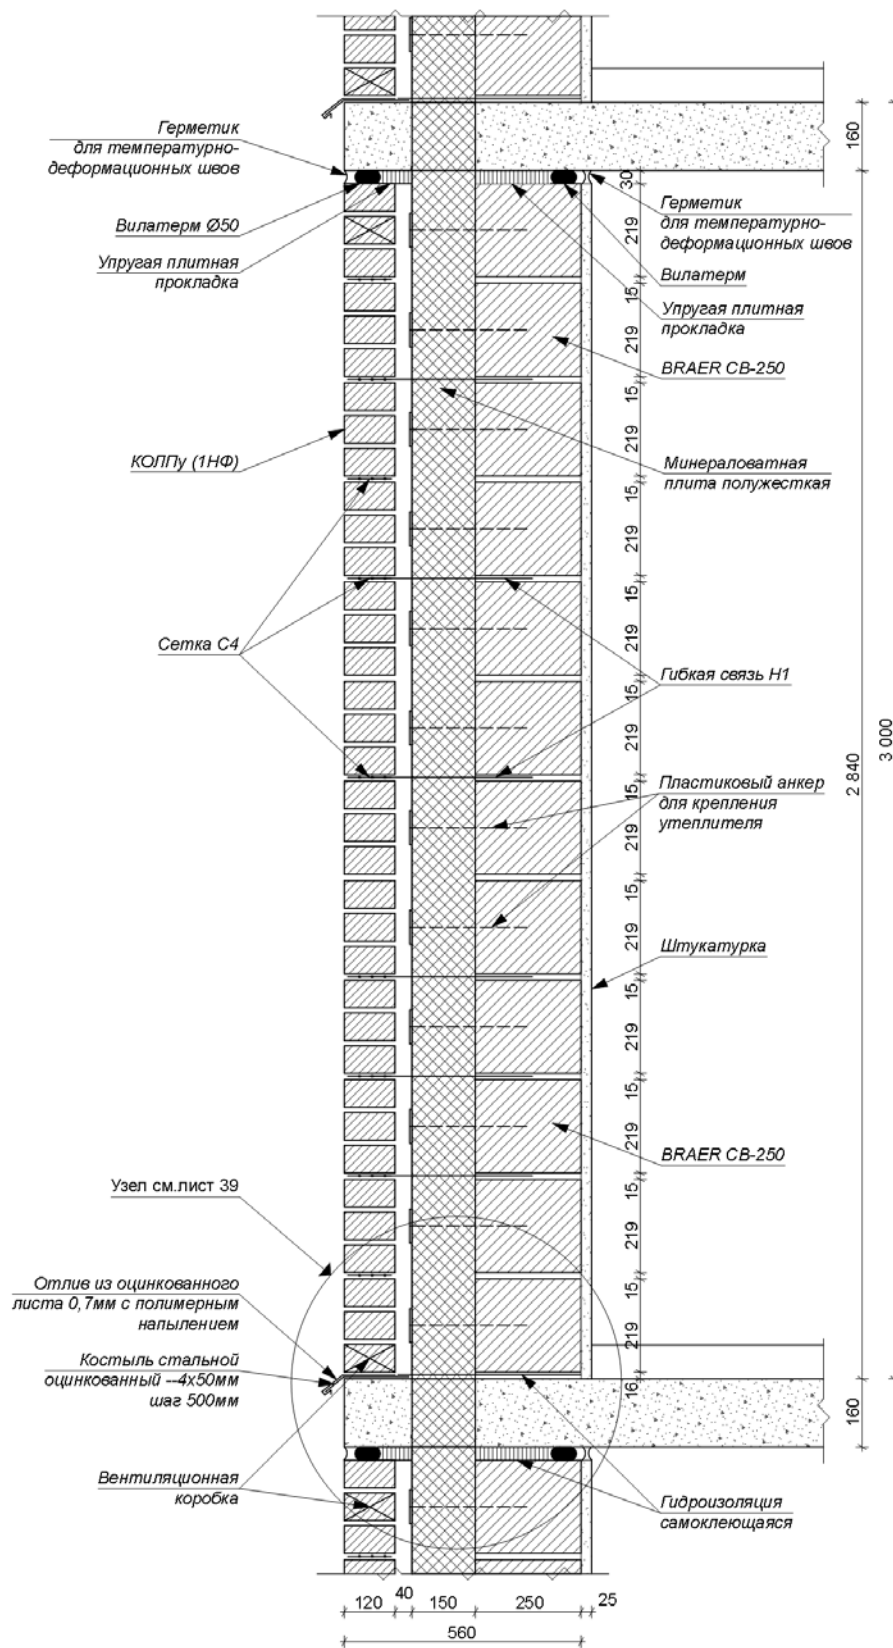 160
Герметик
для температурно-
деформационных швов
Вилатерм Ø50
Упругая плитная
прокладка
30
Герметик
для температурно-
деформационных швов
Вилатерм
Упругая плитная
прокладка
BRAER СВ-250
219
15
219
15
219
15
219
15
219
15
219
15
219
15
219
15
219
15
219
15
219
15
219
16
КОЛПу (1НФ)
Минераловатная
плита полужесткая
Сетка С4
Гибкая связь Н1
2 840
3 000
Пластиковый анкер
для крепления
утеплителя
Штукатурка
BRAER СВ-250
Узел см.лист 39
Отлив из оцинкованного
листа 0,7мм с полимерным
напылением
Костыль стальной
оцинкованный --4х50мм
шаг 500мм
160
Вентиляционная
коробка
Гидроизоляция
самоклеющаяся
120
40
150
250
25
560